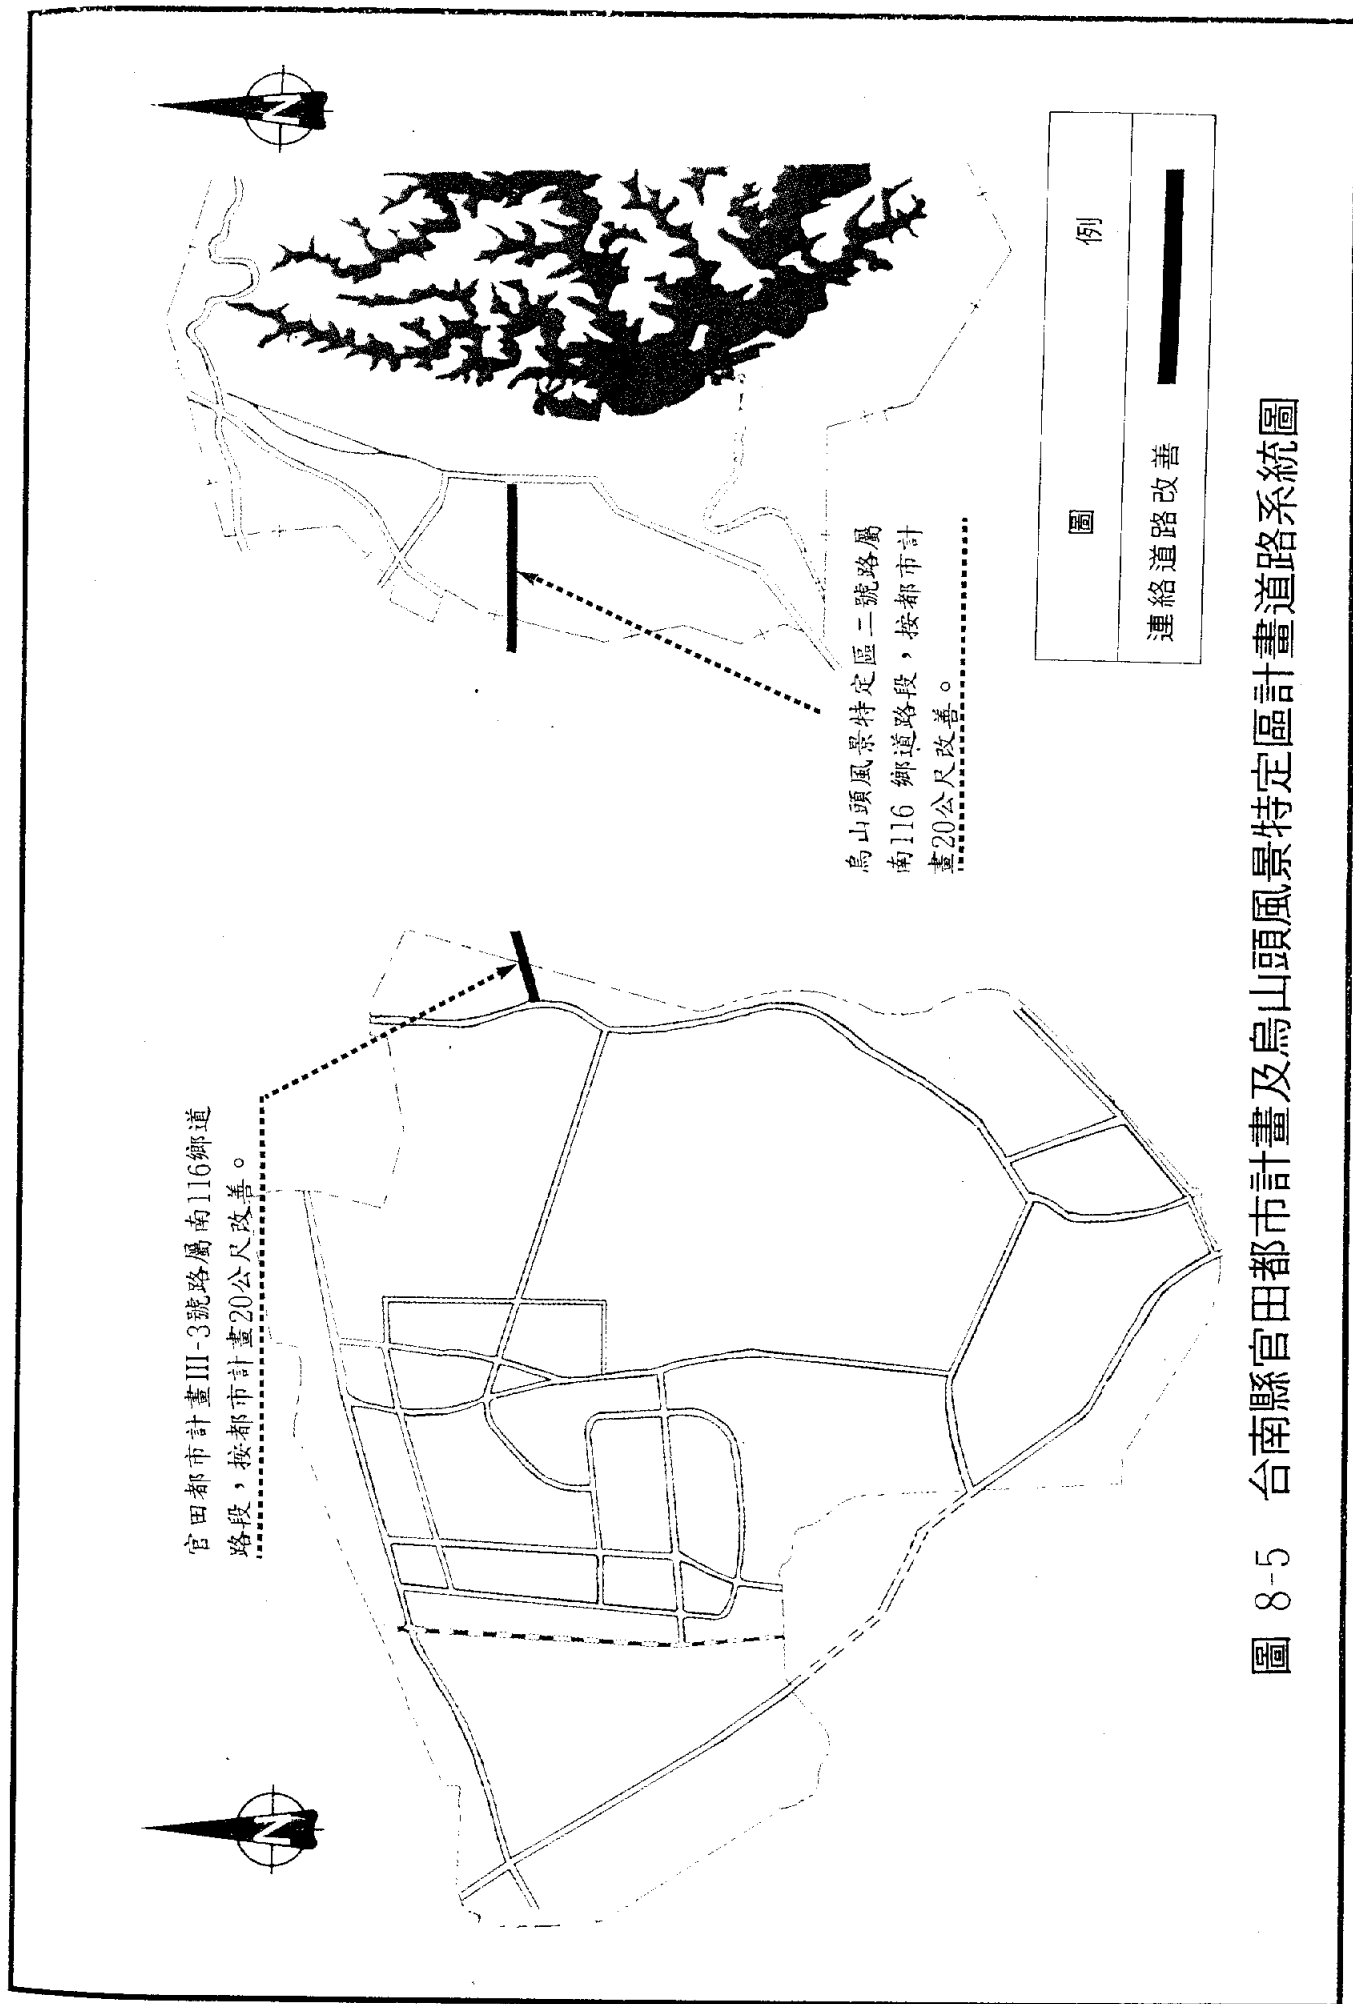 N
N
官田都市計畫III-3號路屬南116鄉道
路段，按都市計畫20公尺改善。
烏山頭風景特定區二號路屬
南116 鄉道路段，按都市計
畫20公尺改善。
圖 例
連絡道路改善
圖 8-5 台南縣官田都市計畫及烏山頭風景特定區計畫道路系統圖